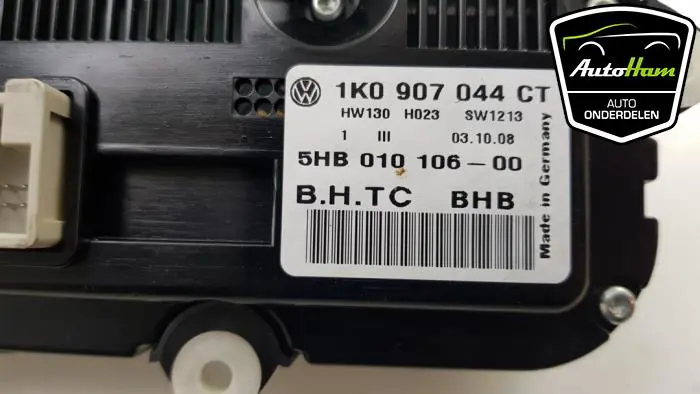 1K0 907 044 CT
HW130 H023 SW1213
1 III 03.10.08
5HB 010 106-00
B.H.TC BHB
Made in Germany
AutoHam
AUTO
ONDERDELEN